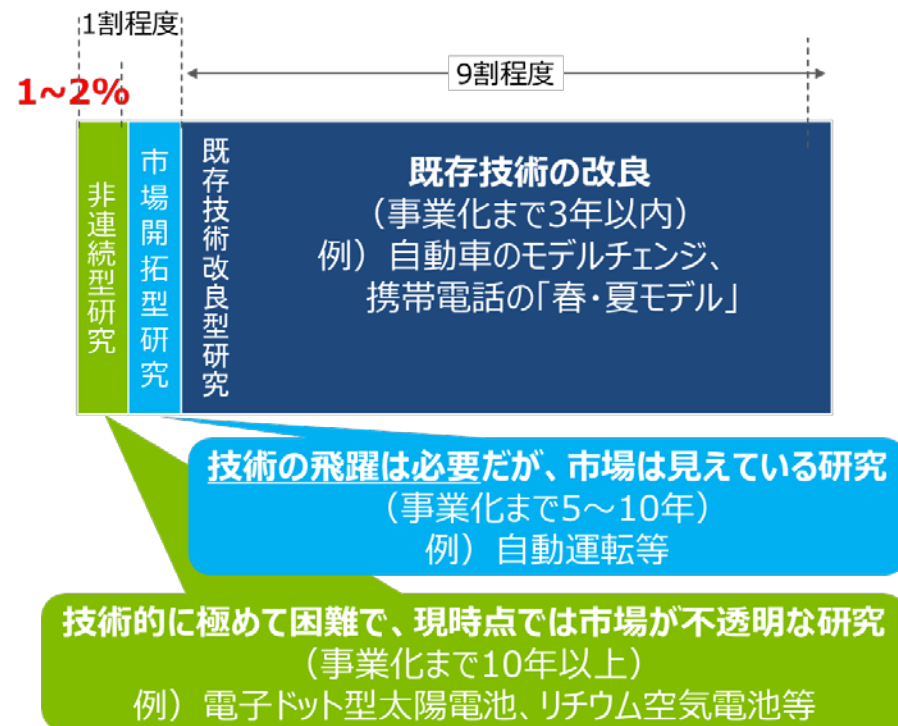 1割程度
9割程度
1~2%
非連続型研究
市場開拓型研究
既存技術改良型研究
既存技術の改良
（事業化まで3年以内）
例）自動車のモデルチェンジ、
携帯電話の「春・夏モデル」
技術の飛躍は必要だが、市場は見えている研究
（事業化まで5～10年）
例）自動運転等
技術的に極めて困難で、現時点では市場が不透明な研究
（事業化まで10年以上）
例）電子ドット型太陽電池、リチウム空気電池等